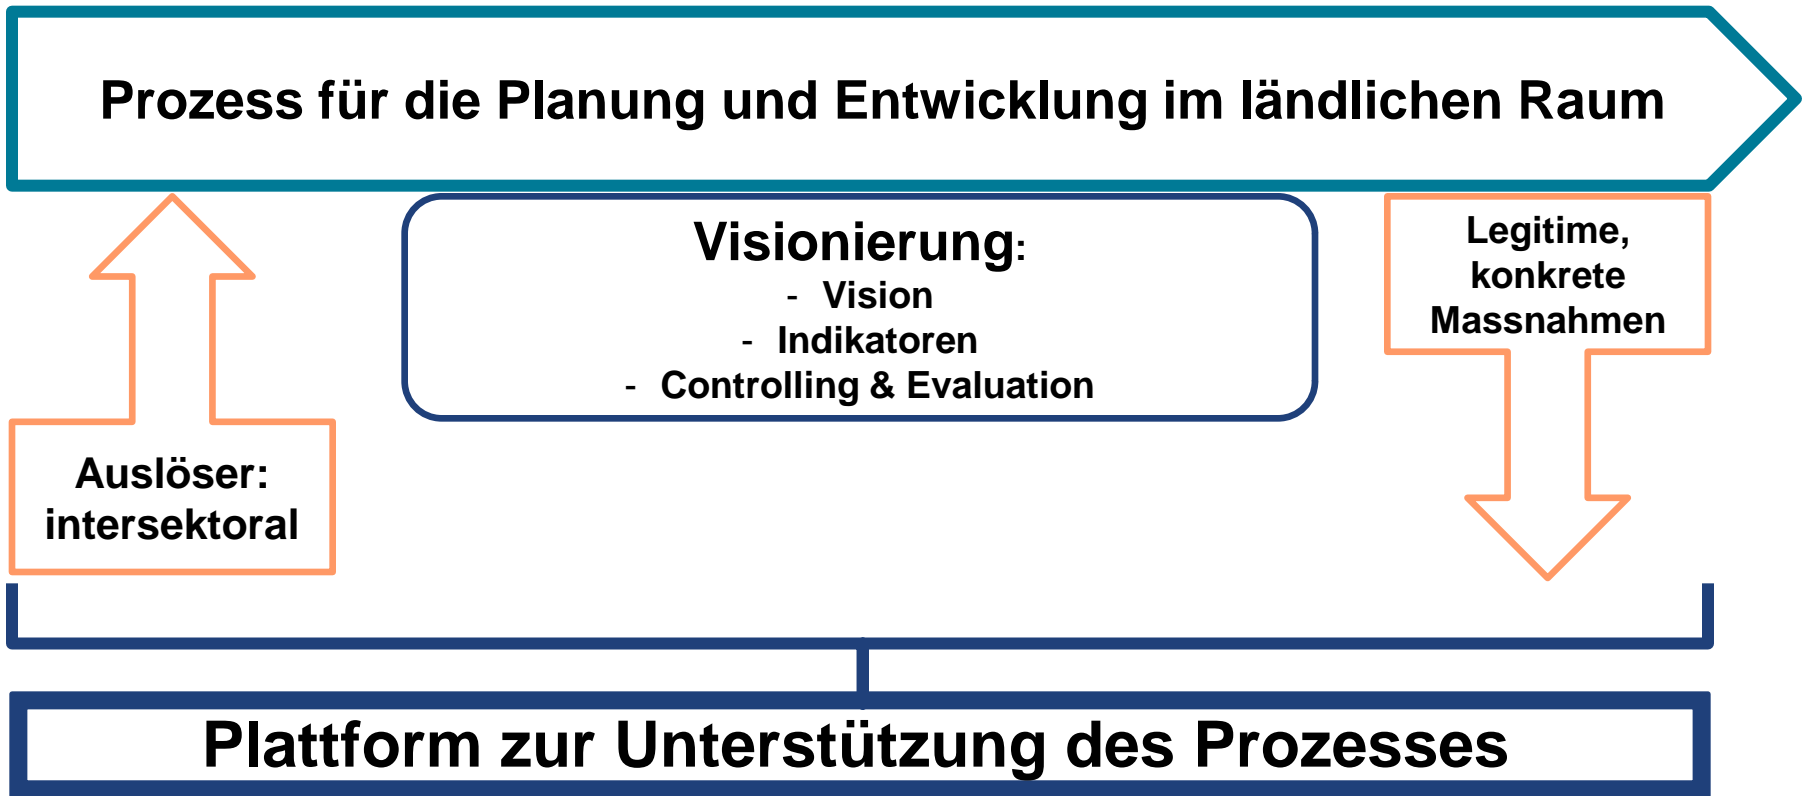 Prozess für die Planung und Entwicklung im ländlichen Raum
Visionierung:
- Vision
- Indikatoren
- Controlling & Evaluation
Legitime,
konkrete
Massnahmen
Auslöser:
intersektoral
Plattform zur Unterstützung des Prozesses